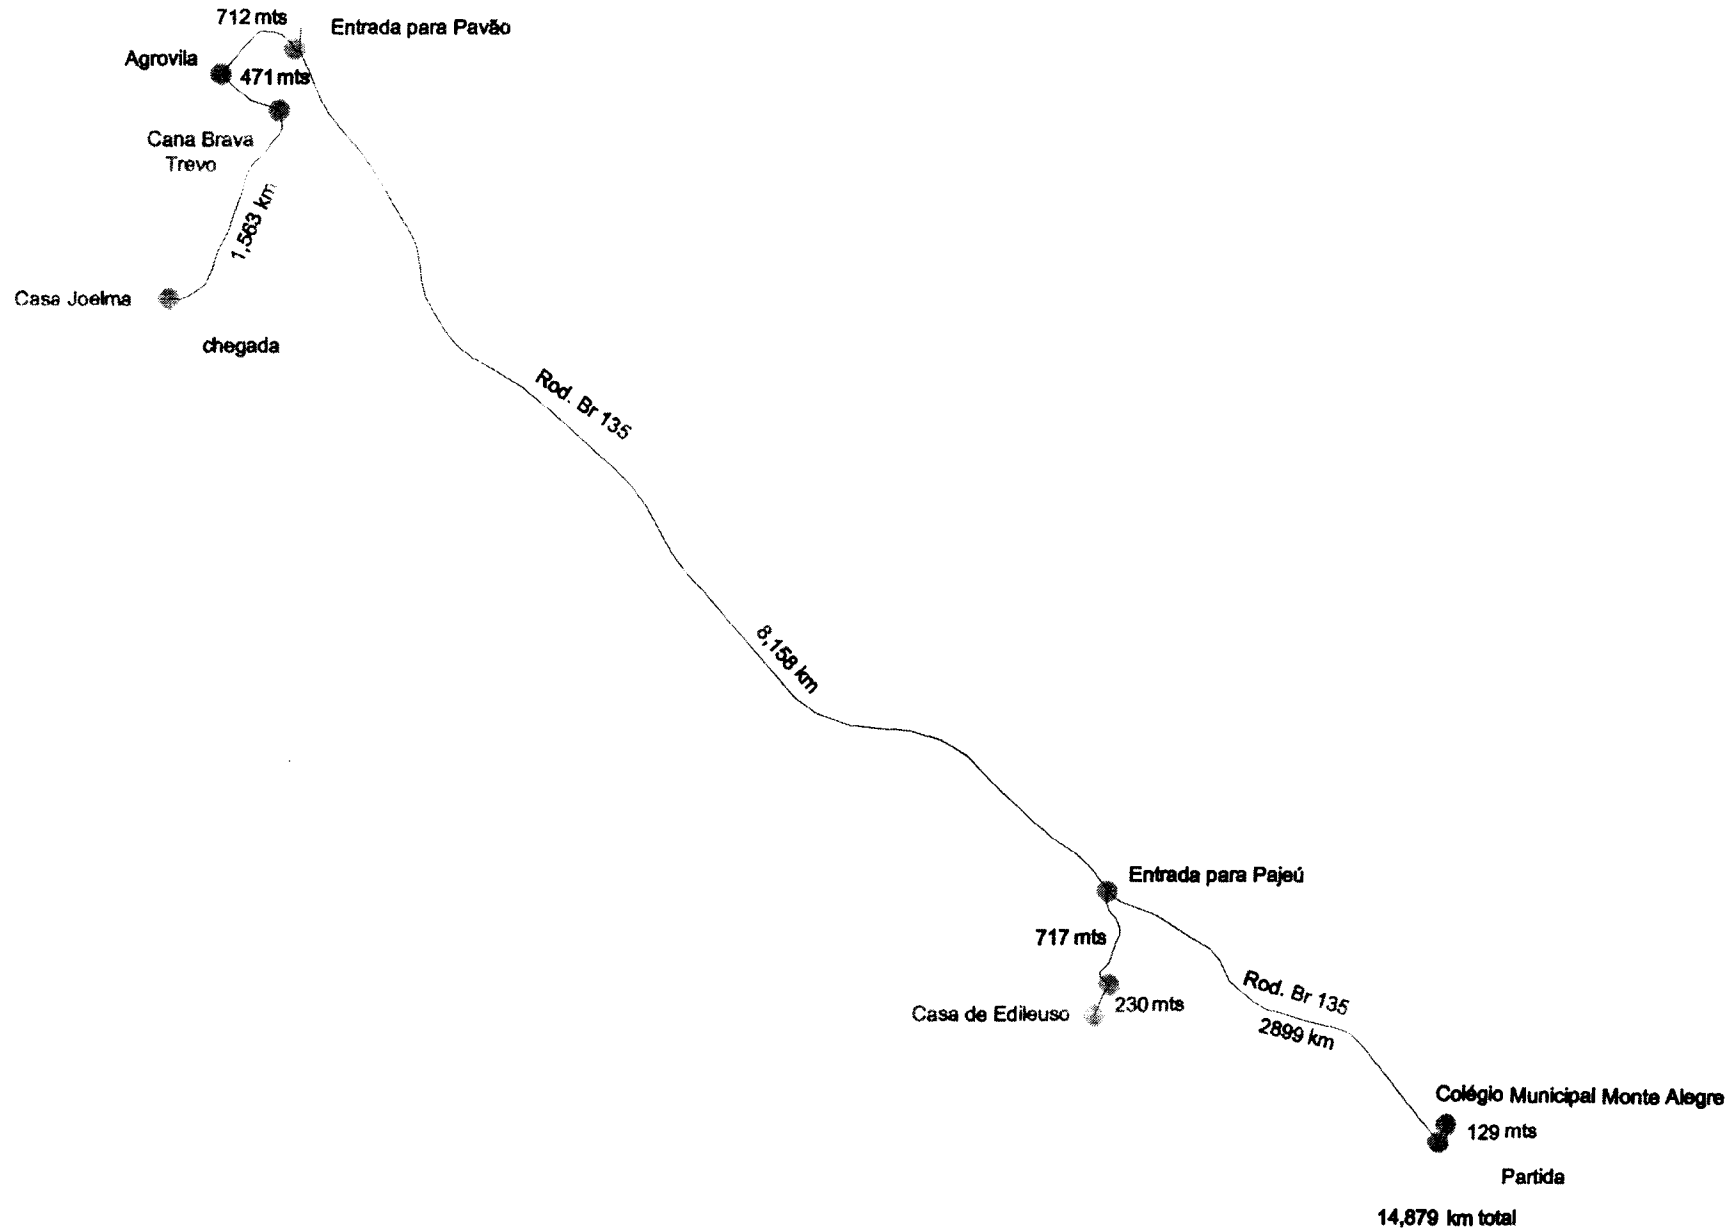 712 mts
Entrada para Pavão
Agrovila
471 mts
Cana Brava
Trevo
1,563 km
Casa Joelma
chegada
Rod. Br 135
8,158 km
Entrada para Pajeú
717 mts
230 mts
Casa de Edileuso
Rod. Br 135
2899 km
Colégio Municipal Monte Alegre
129 mts
Partida
14,879 km total